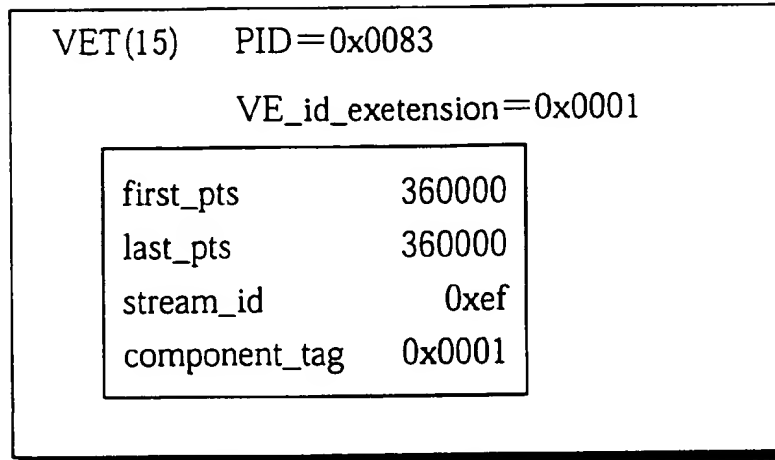 VET(15) PID=0x0083
VE_id_exetension=0x0001
first_pts 360000
last_pts 360000
stream_id 0xef
component_tag 0x0001